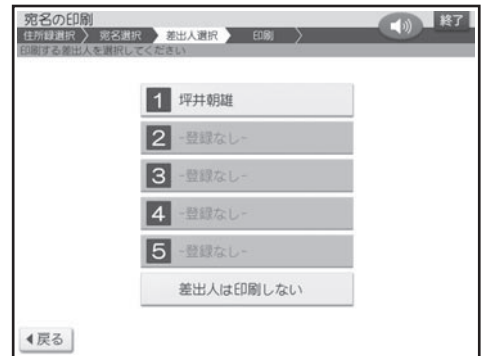 宛名の印刷
終了
住所録選択 〉 宛名選択 差出人選択 印刷 〉
印刷する差出人を選択してください
1 坪井朝雄
2 -登録なし-
3 -登録なし-
4 -登録なし-
5 -登録なし-
差出人は印刷しない
戻る